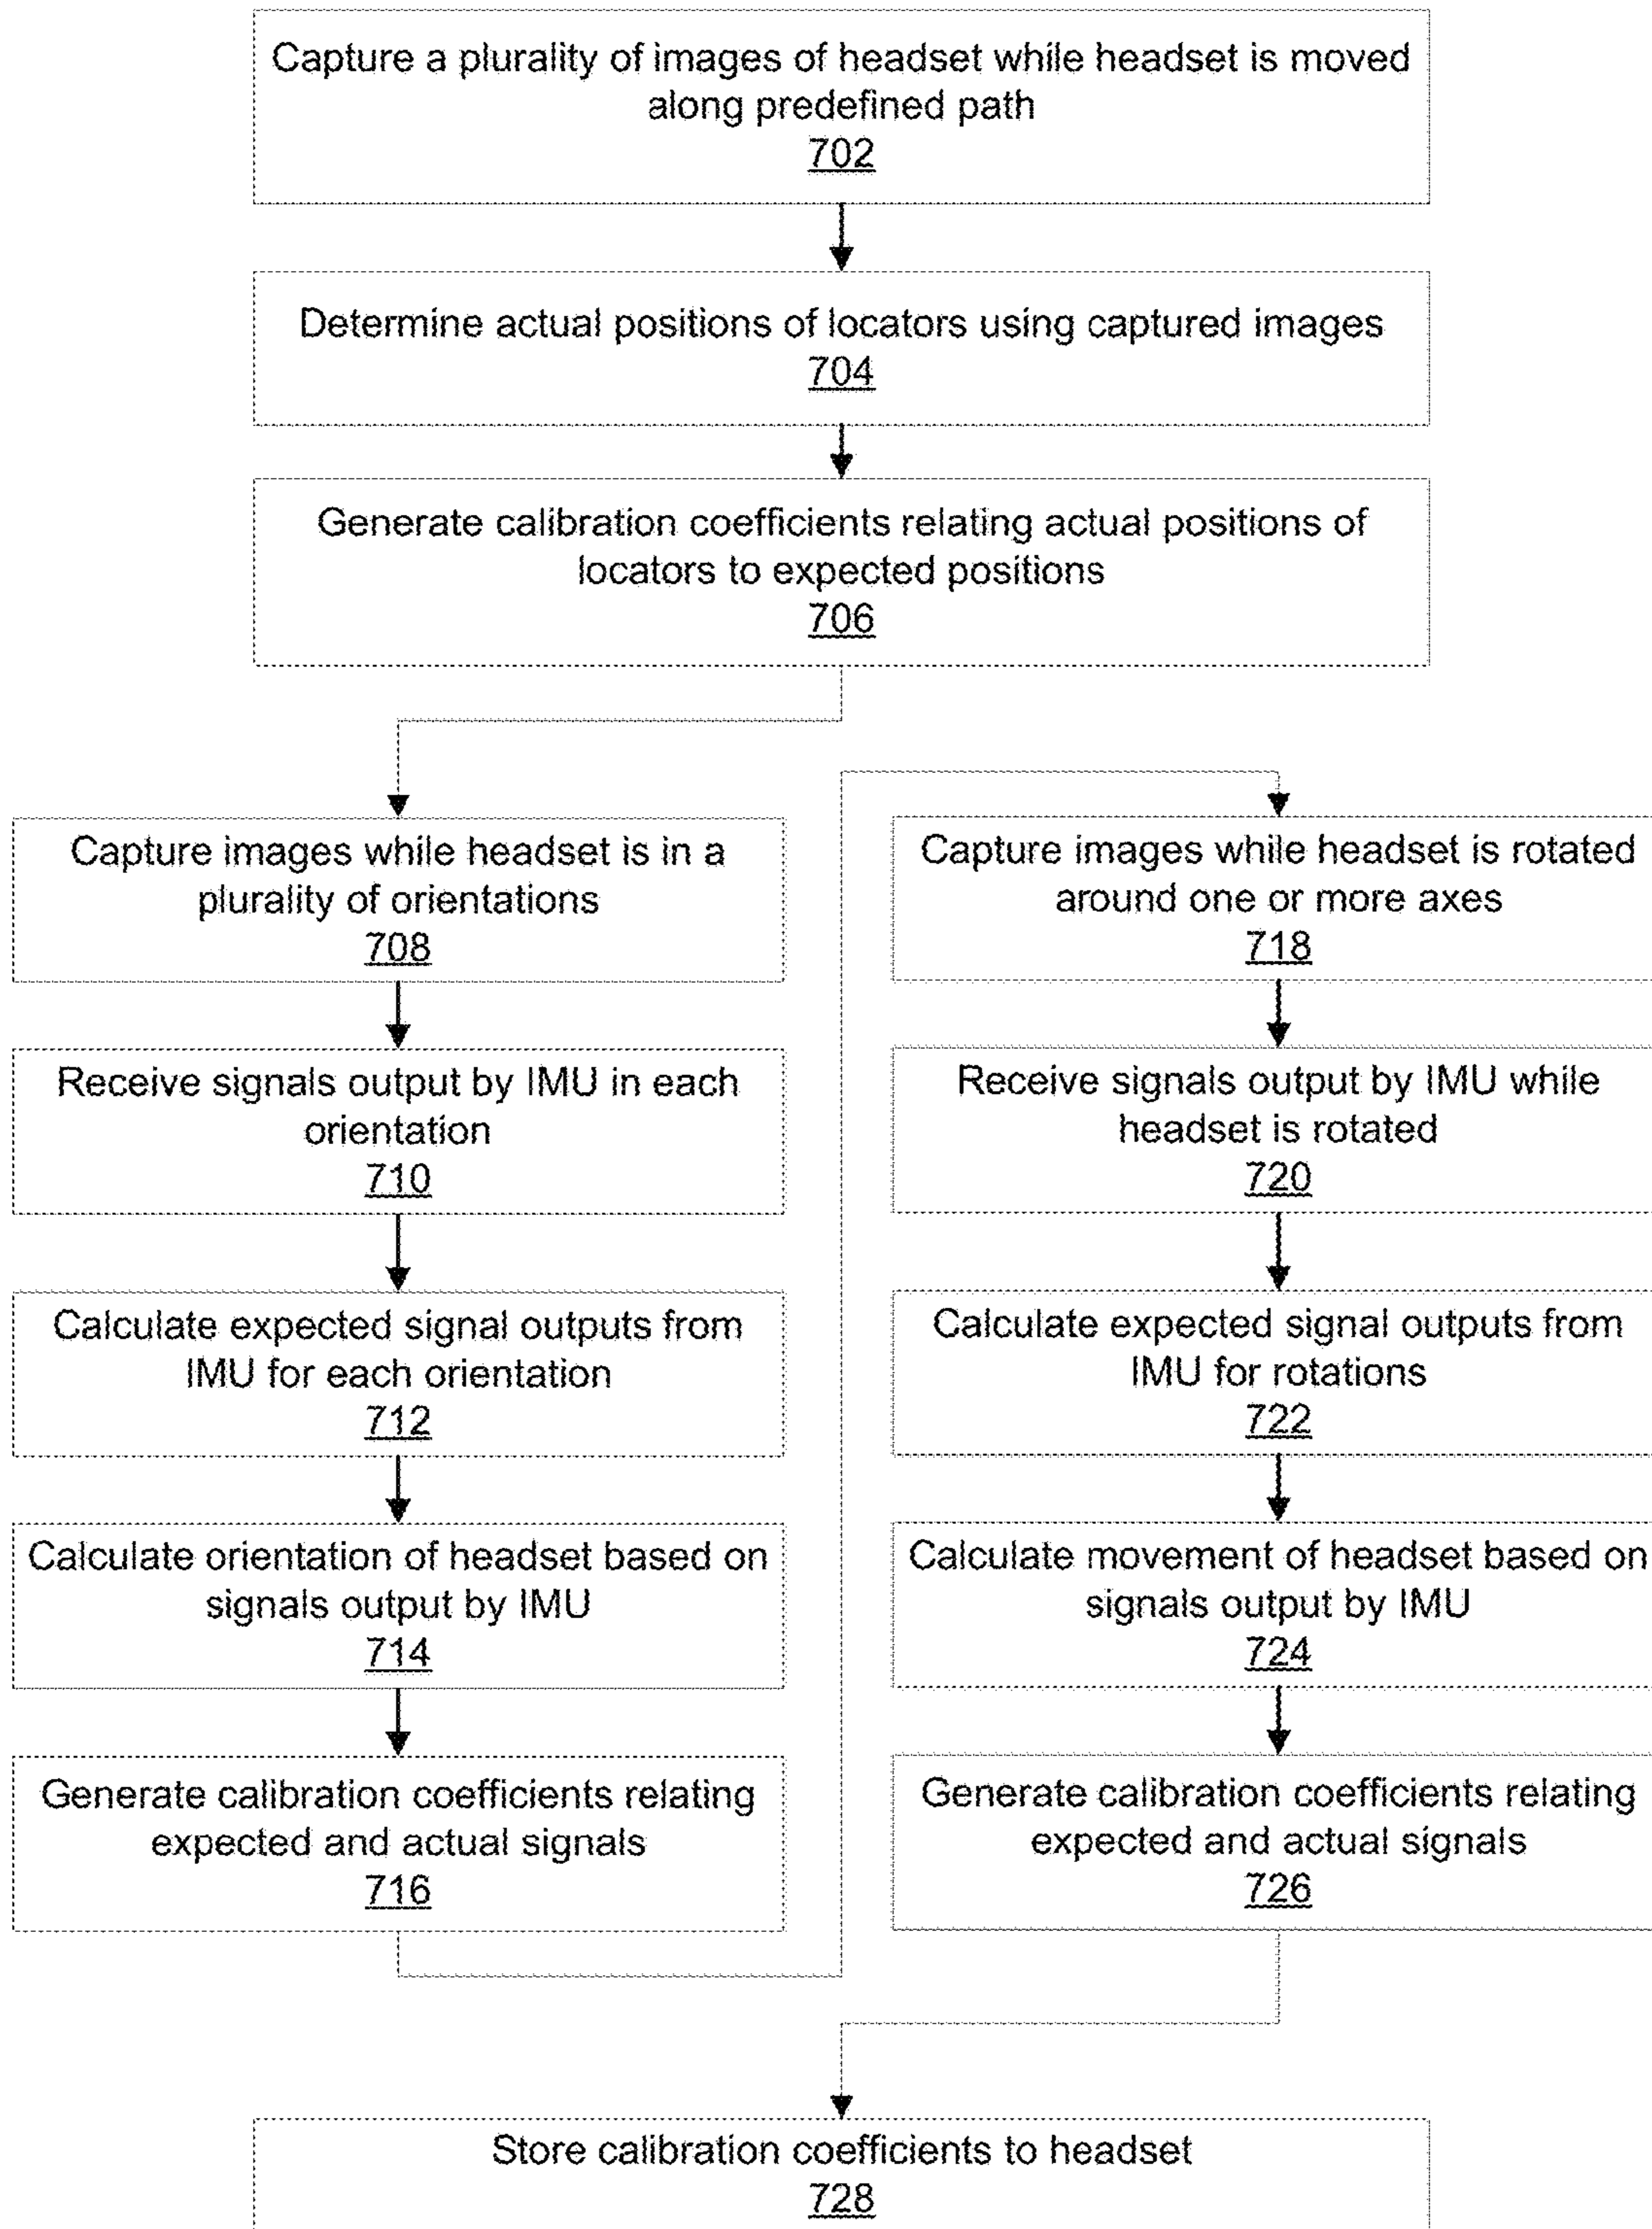 Capture a plurality of images of headset while headset is moved
along predefined path
702
Determine actual positions of locators using captured images
704
Generate calibration coefficients relating actual positions of
locators to expected positions
706
Capture images while headset is in a
plurality of orientations
708
Receive signals output by IMU in each
orientation
710
Calculate expected signal outputs from
IMU for each orientation
712
Calculate orientation of headset based on
signals output by IMU
714
Generate calibration coefficients relating
expected and actual signals
716
Capture images while headset is rotated
around one or more axes
718
Receive signals output by IMU while
headset is rotated
720
Calculate expected signal outputs from
IMU for rotations
722
Calculate movement of headset based on
signals output by IMU
724
Generate calibration coefficients relating
expected and actual signals
726
Store calibration coefficients to headset
728